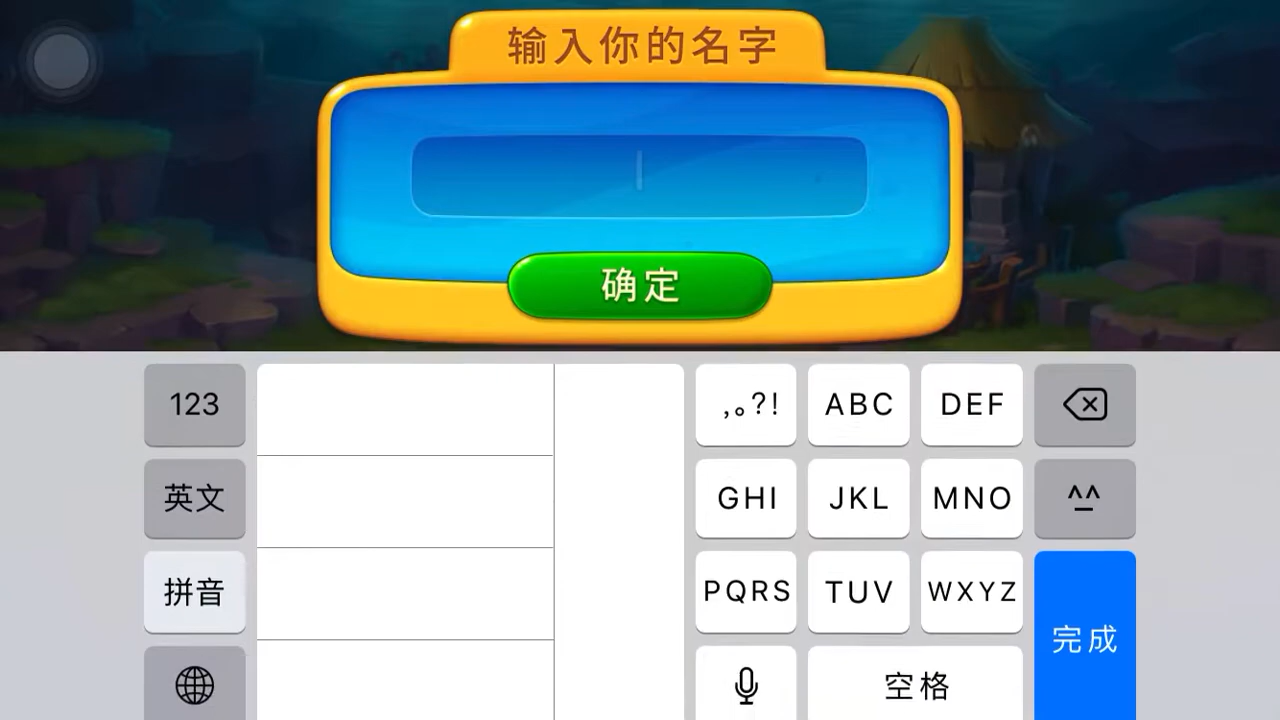 输入你的名字
确定
123
,。?!
ABC
DEF
英文
GHI
JKL
MNO
^^
拼音
PQRS
TUV
WXYZ
完成
空格